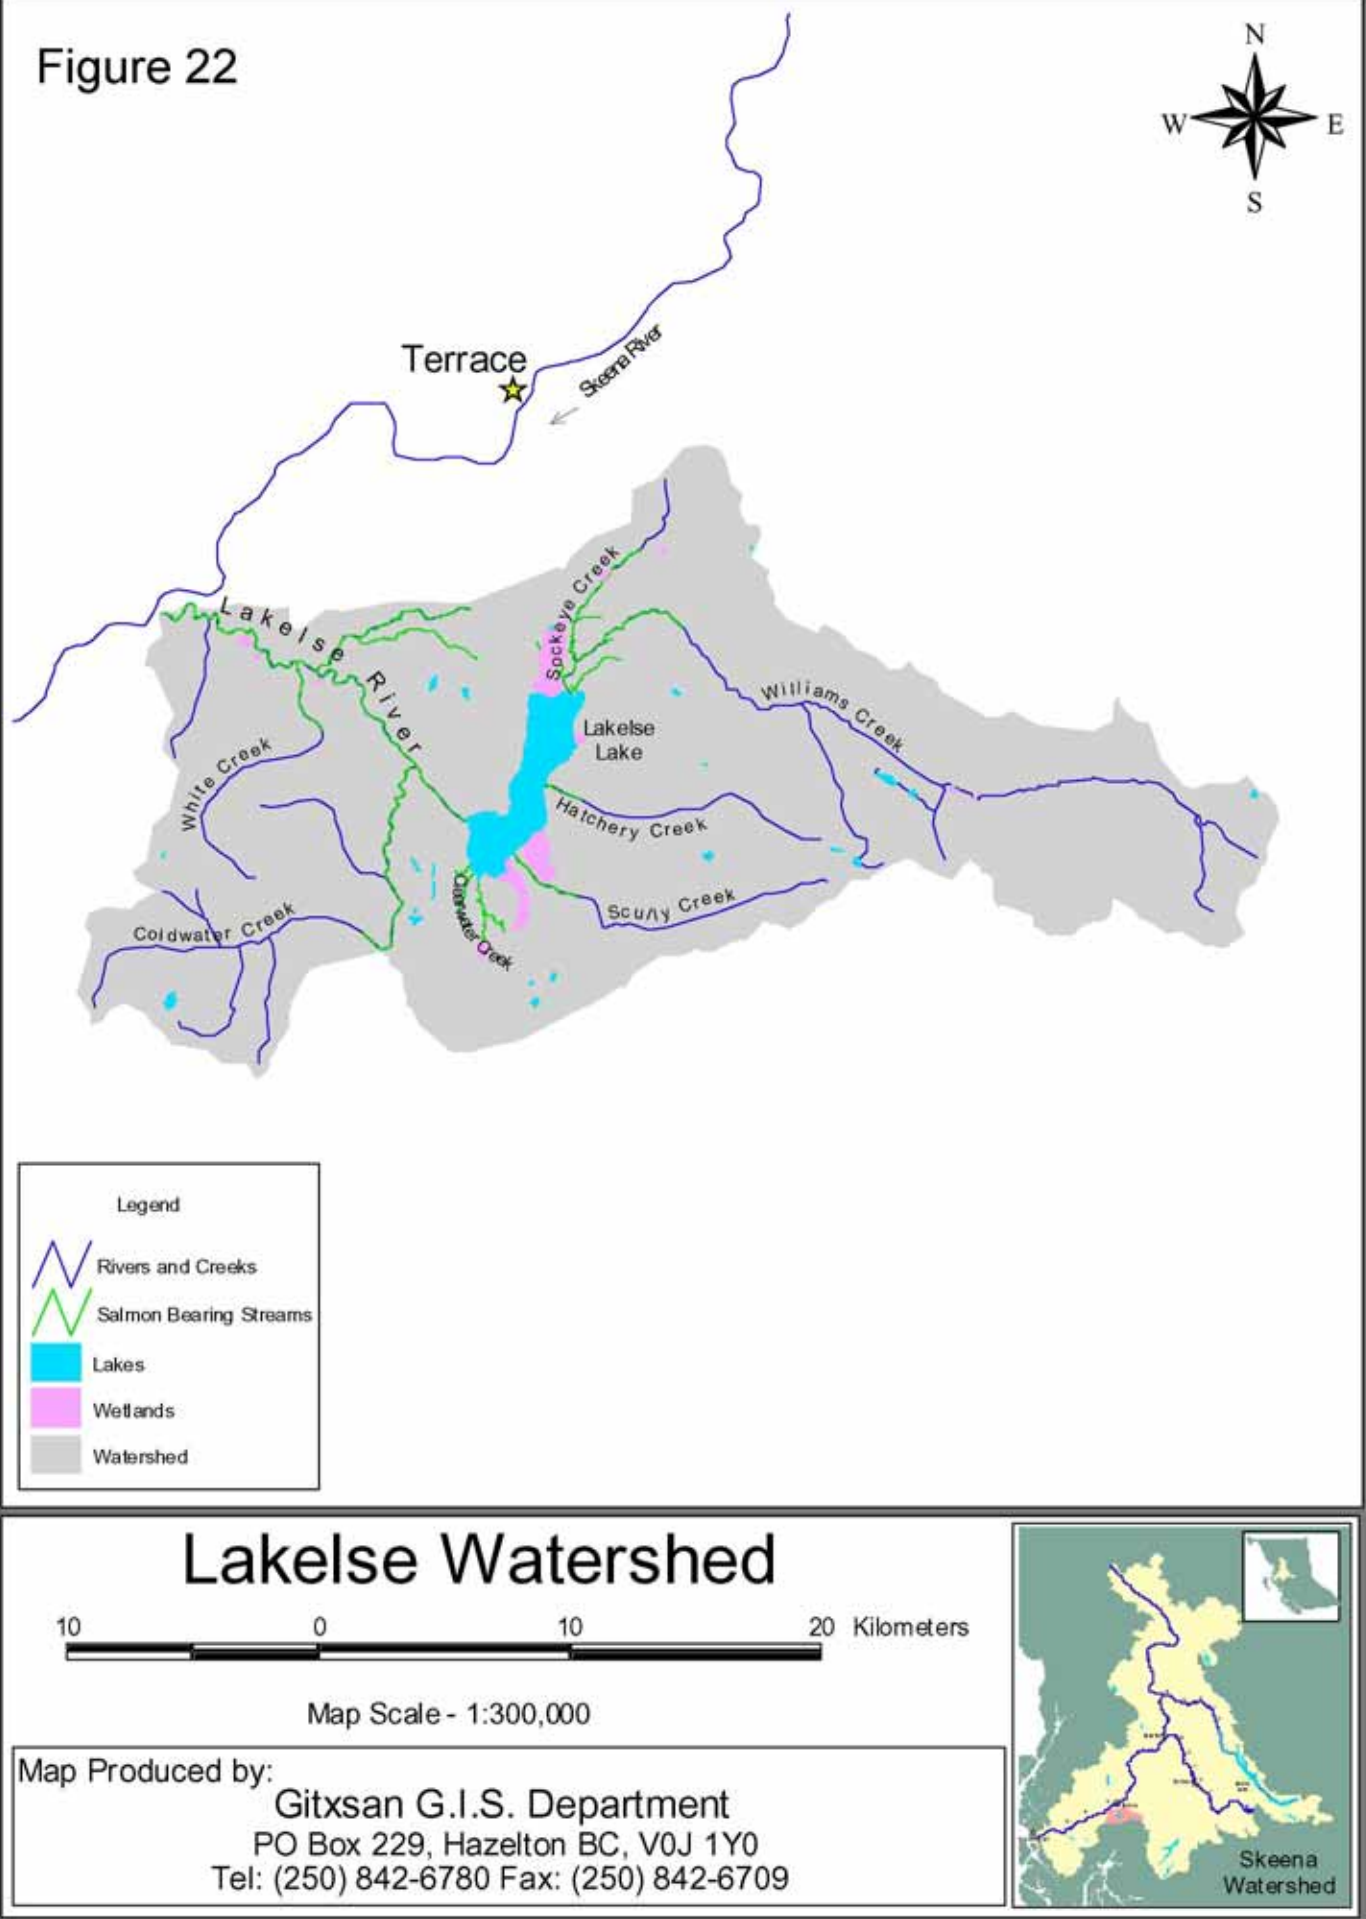 Figure 22
N
W
E
S
Terrace
Skeena River
Lakelse River
Sockeye Creek
Williams Creek
Lakelse
Lake
White Creek
Hatchery Creek
Clearwater Creek
Scully Creek
Coldwater Creek
Legend
Rivers and Creeks
Salmon Bearing Streams
Lakes
Wetlands
Watershed
Lakelse Watershed
10 0 10 20 Kilometers
Map Scale - 1:300,000
Map Produced by:
Gitxsan G.I.S. Department
PO Box 229, Hazelton BC, V0J 1Y0
Tel: (250) 842-6780 Fax: (250) 842-6709
Skeena
Watershed